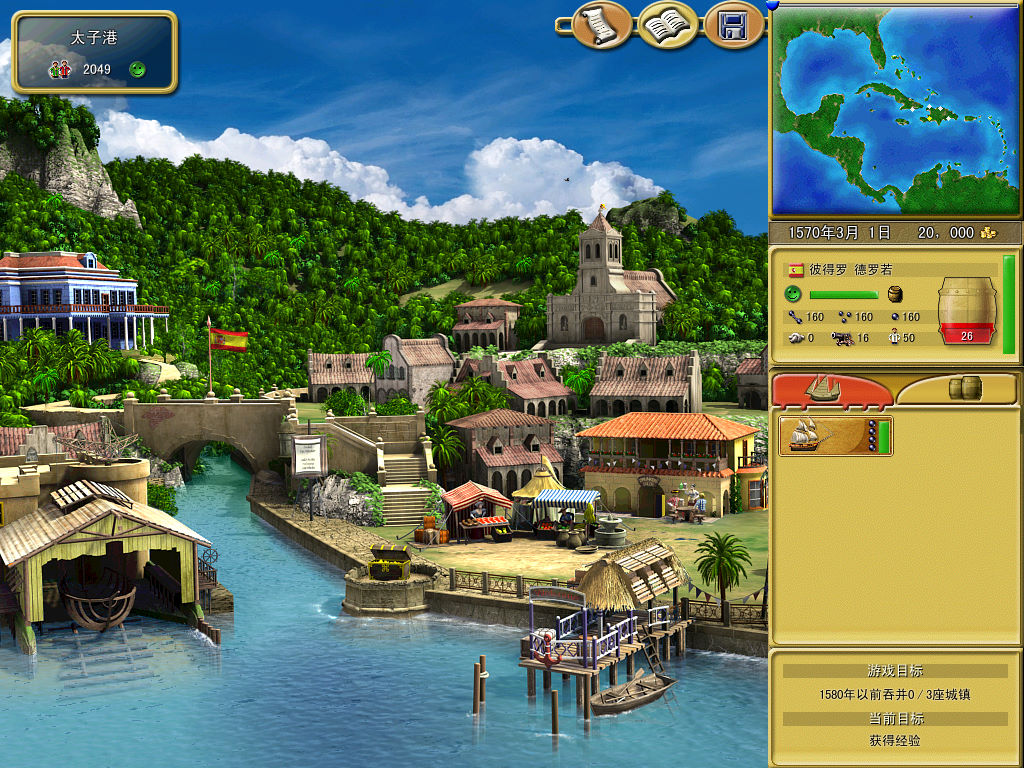 太子港
2049
1570年3月 1日 20，000
彼得罗 德罗若
160 160 160
0 16 50
26
游戏目标
1580年以前吞并0 / 3座城镇
当前目标
获得经验